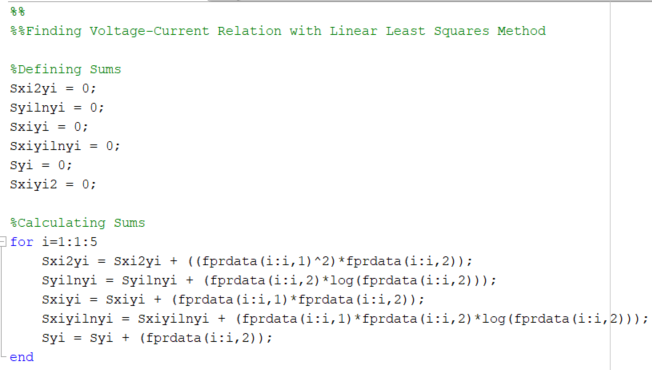 %%
%%Finding Voltage-Current Relation with Linear Least Squares Method
%Defining Sums
Sxi2yi = 0;
Syilnyi = 0;
Sxiyi = 0;
Sxiyilnyi = 0;
Syi = 0;
Sxiyi2 = 0;
%Calculating Sums
for i=1:1:5
    Sxi2yi = Sxi2yi + ((fprdata(i:i,1)^2)*fprdata(i:i,2));
    Syilnyi = Syilnyi + (fprdata(i:i,2)*log(fprdata(i:i,2)));
    Sxiyi = Sxiyi + (fprdata(i:i,1)*fprdata(i:i,2));
    Sxiyilnyi = Sxiyilnyi + (fprdata(i:i,1)*fprdata(i:i,2)*log(fprdata(i:i,2)));
    Syi = Syi + (fprdata(i:i,2));
end